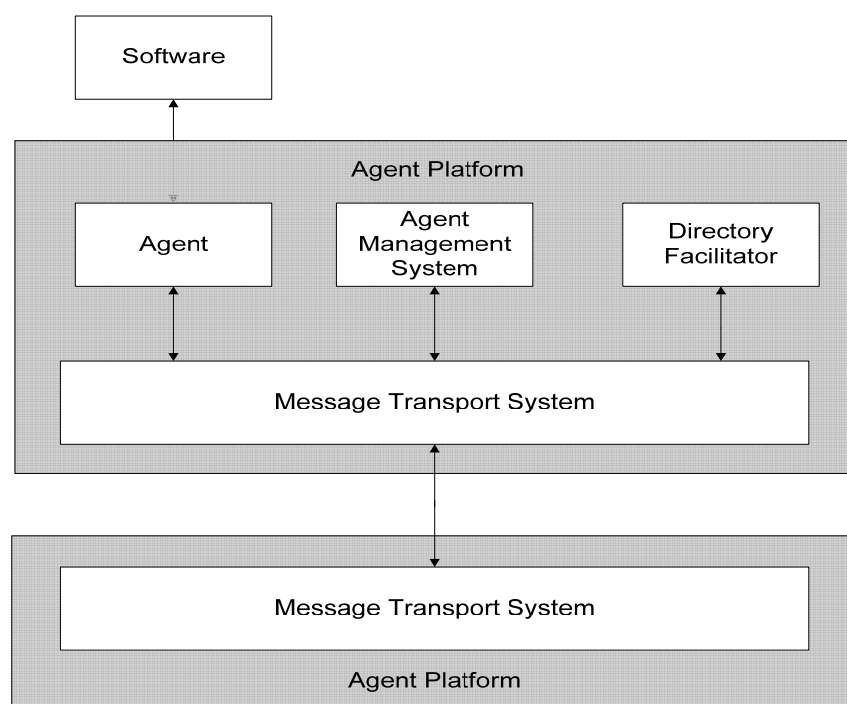 Software
Agent Platform
Agent
Agent
Management
System
Directory
Facilitator
Message Transport System
Message Transport System
Agent Platform